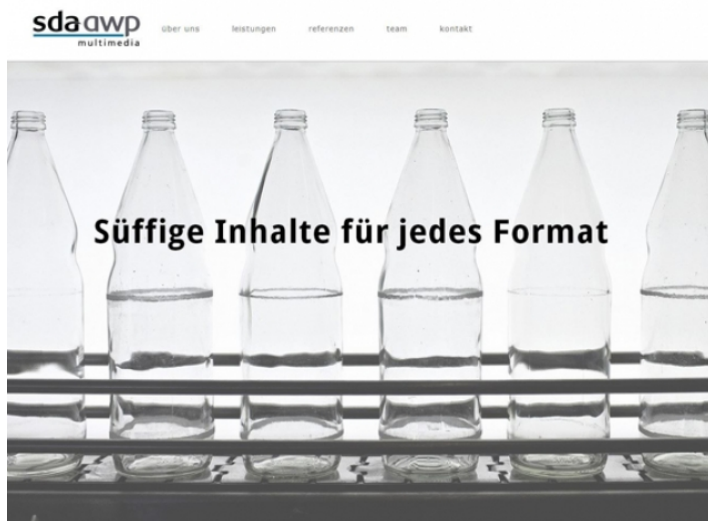 sda-awp
multimedia
über uns leistungen referenzen team kontakt
Süffige Inhalte für jedes Format